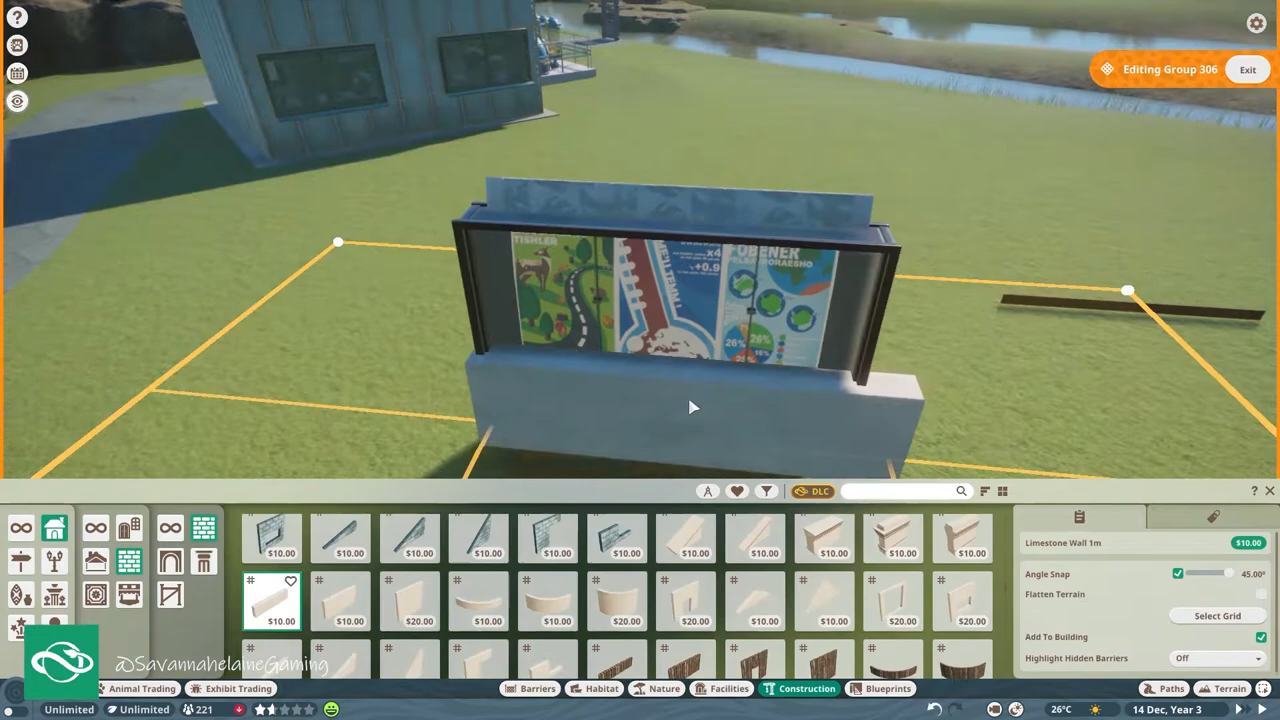 Editing Group 306
Exit
TISHLER
x4
+0.9
26%
26%
16%
DLC
$10.00
$10.00
$10.00
$10.00
$10.00
$10.00
$10.00
$10.00
$10.00
$10.00
$10.00
$10.00
$10.00
$20.00
$10.00
$10.00
$20.00
$20.00
$10.00
$10.00
$20.00
$20.00
Limestone Wall 1m
$10.00
Angle Snap
45.00°
Flatten Terrain
Select Grid
Add To Building
Highlight Hidden Barriers
Off
@SavannahelaineGaming
Animal Trading
Exhibit Trading
Barriers
Habitat
Nature
Facilities
Construction
Blueprints
Paths
Terrain
Unlimited
Unlimited
221
26°C
14 Dec, Year 3